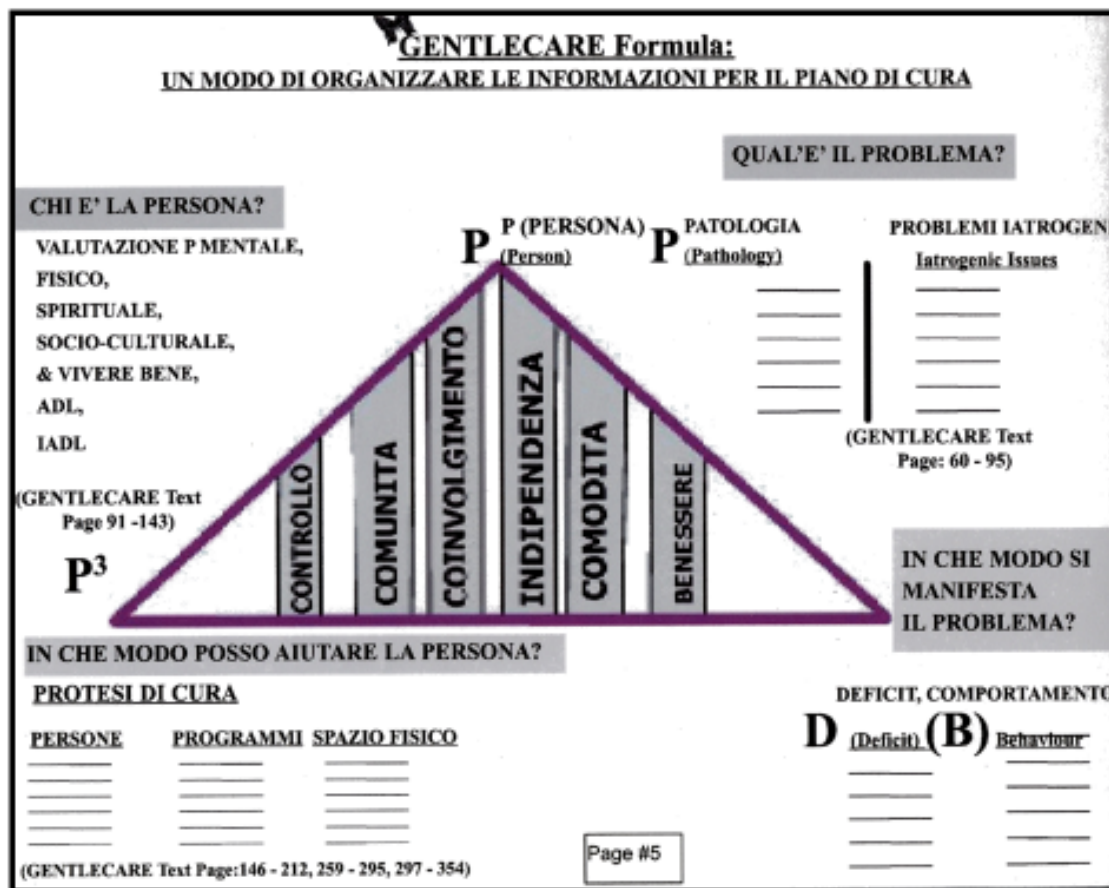 GENTLECARE Formula:
UN MODO DI ORGANIZZARE LE INFORMAZIONI PER IL PIANO DI CURA
QUAL'E' IL PROBLEMA?
CHI E' LA PERSONA?
VALUTAZIONE P MENTALE,
FISICO,
SPIRITUALE,
SOCIO-CULTURALE,
& VIVERE BENE,
ADL,
IADL
(GENTLECARE Text
Page 91 -143)
P P (PERSONA)
(Person)
P PATOLOGIA
(Pathology)
PROBLEMI IATROGEN
Iatrogenic Issues
(GENTLECARE Text
Page: 60 - 95)
CONTROLLO
COMUNITA
COINVOLGIMENTO
INDIPENDENZA
COMODITA
BENESSERE
P³
IN CHE MODO SI
MANIFESTA
IL PROBLEMA?
IN CHE MODO POSSO AIUTARE LA PERSONA?
PROTESI DI CURA
PERSONE PROGRAMMI SPAZIO FISICO
(GENTLECARE Text Page:146 - 212, 259 - 295, 297 - 354)
DEFICIT, COMPORTAMENTO
D (Deficit) (B) Behaviour
Page #5